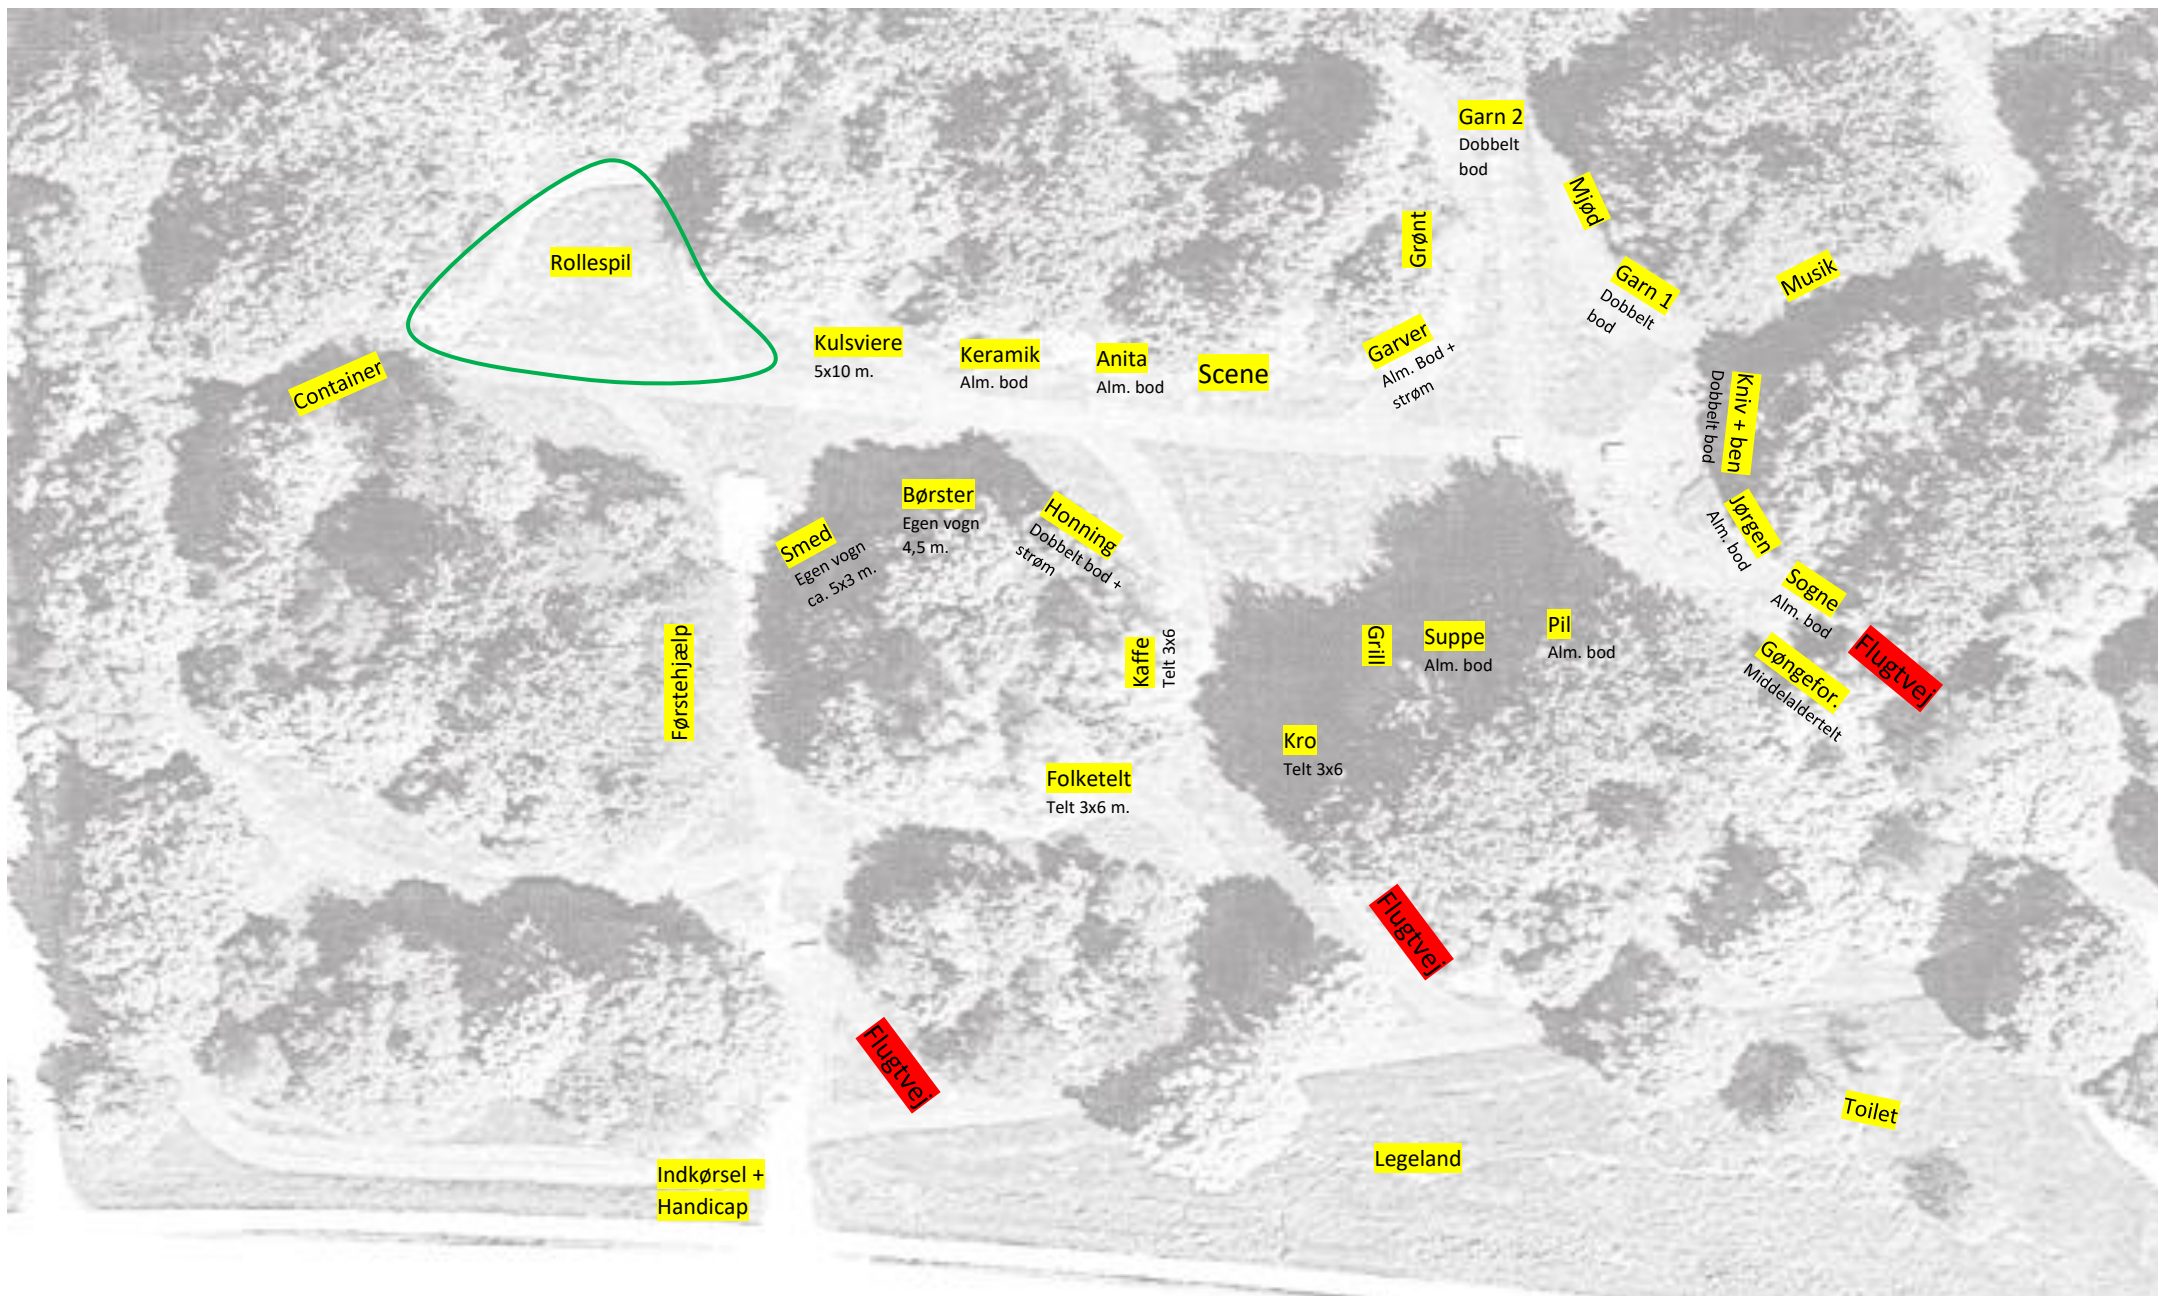 Garn 2
Dobbelt
bod
Mjød
Grønt
Rollespil
Musik
Garn 1
Dobbelt
bod
Kulsviere
5x10 m.
Keramik
Alm. bod
Anita
Alm. bod
Scene
Garver
Alm. Bod +
strøm
Container
Kniv + ben
Dobbelt bod
Børster
Egen vogn
4,5 m.
Honning
Dobbelt bod +
strøm
Smed
Egen vogn
ca. 5x3 m.
Jørgen
Alm. bod
Sogne
Alm. bod
Førstehjælp
Kaffe
Telt 3x6
Grill
Suppe
Alm. bod
Pil
Alm. bod
Gøngefor.
Middelaldertelt
Flugtvej
Kro
Telt 3x6
Folketelt
Telt 3x6 m.
Flugtvej
Flugtvej
Toilet
Legeland
Indkørsel +
Handicap